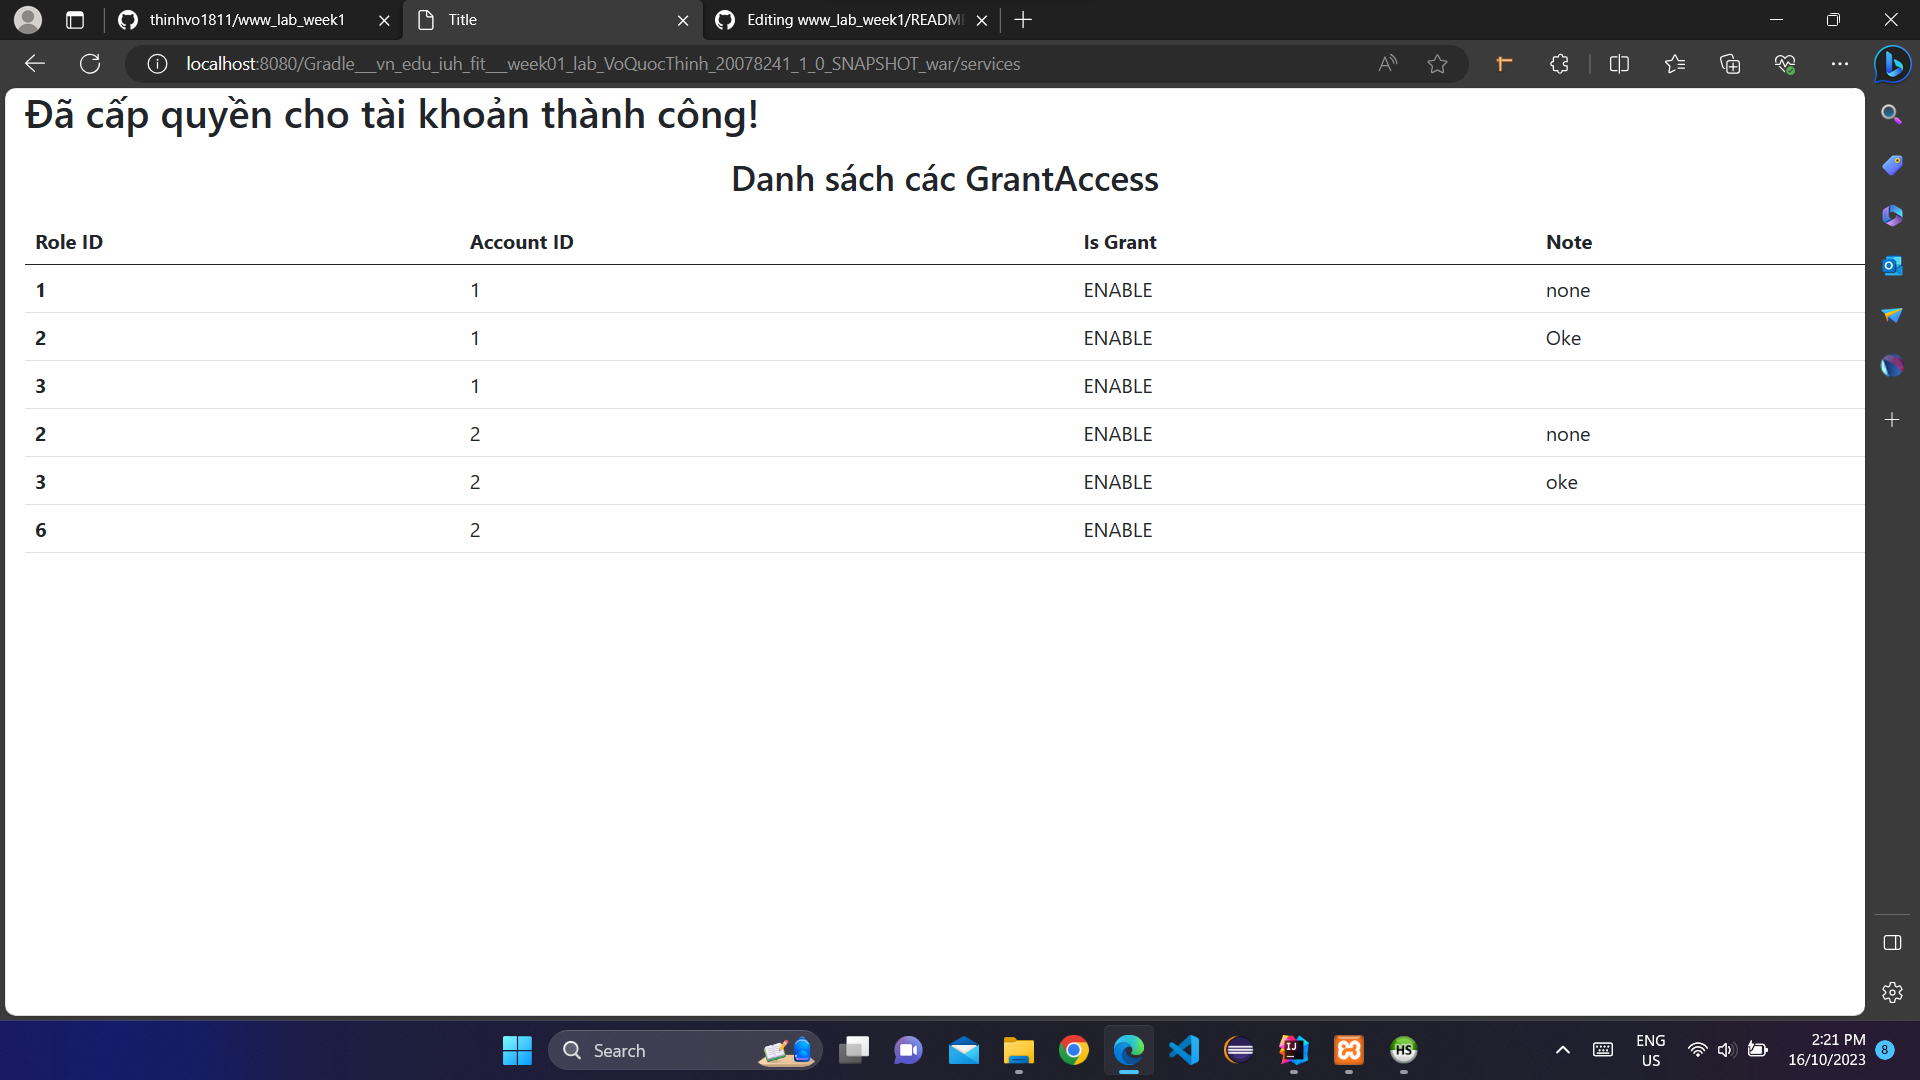 thinhvo1811/www_lab_week1
Title
Editing www_lab_week1/READM
localhost:8080/Gradle___vn_edu_iuh_fit___week01_lab_VoQuocThinh_20078241_1_0_SNAPSHOT_war/services
Đã cấp quyền cho tài khoản thành công!
Danh sách các GrantAccess
Role ID Account ID Is Grant Note
1 1 ENABLE none
2 1 ENABLE Oke
3 1 ENABLE
2 2 ENABLE none
3 2 ENABLE oke
6 2 ENABLE
Search
ENG
US
2:21 PM
16/10/2023
8